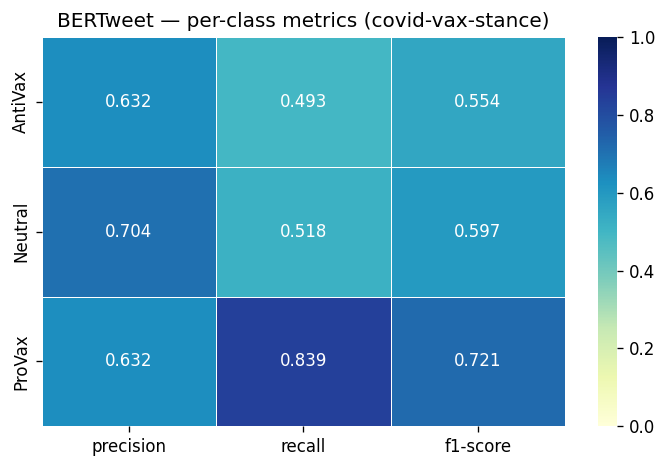 BERTweet — per-class metrics (covid-vax-stance)
AntiVax 0.632 0.493 0.554
Neutral 0.704 0.518 0.597
ProVax 0.632 0.839 0.721
precision recall f1-score
1.0
0.8
0.6
0.4
0.2
0.0